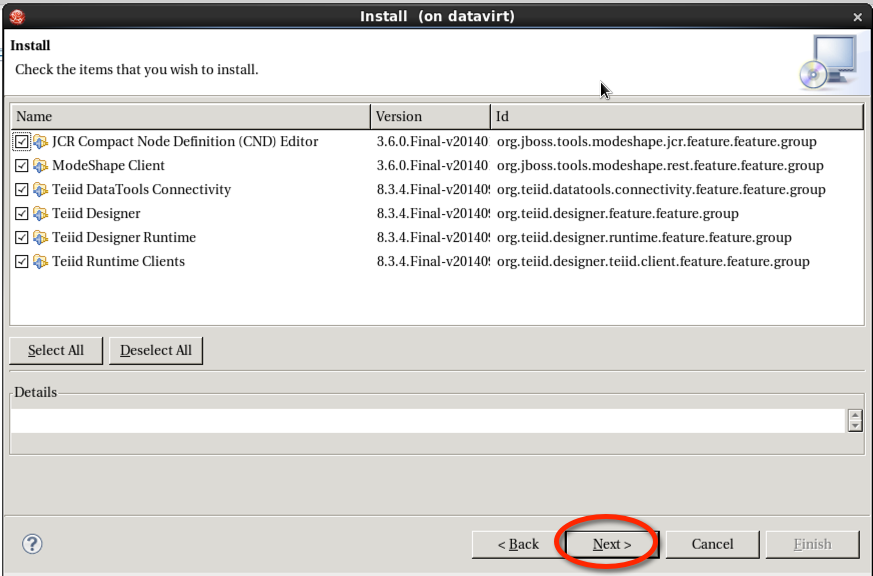 Install (on datavirt)
Install
Check the items that you wish to install.
Name Version Id
JCR Compact Node Definition (CND) Editor 3.6.0.Final-v20140 org.jboss.tools.modeshape.jcr.feature.feature.group
ModeShape Client 3.6.0.Final-v20140 org.jboss.tools.modeshape.rest.feature.feature.group
Teiid DataTools Connectivity 8.3.4.Final-v20140 org.teiid.datatools.connectivity.feature.feature.group
Teiid Designer 8.3.4.Final-v20140 org.teiid.designer.feature.feature.group
Teiid Designer Runtime 8.3.4.Final-v20140 org.teiid.designer.runtime.feature.feature.group
Teiid Runtime Clients 8.3.4.Final-v20140 org.teiid.designer.teiid.client.feature.feature.group
Select All Deselect All
Details
? < Back Next > Cancel Finish